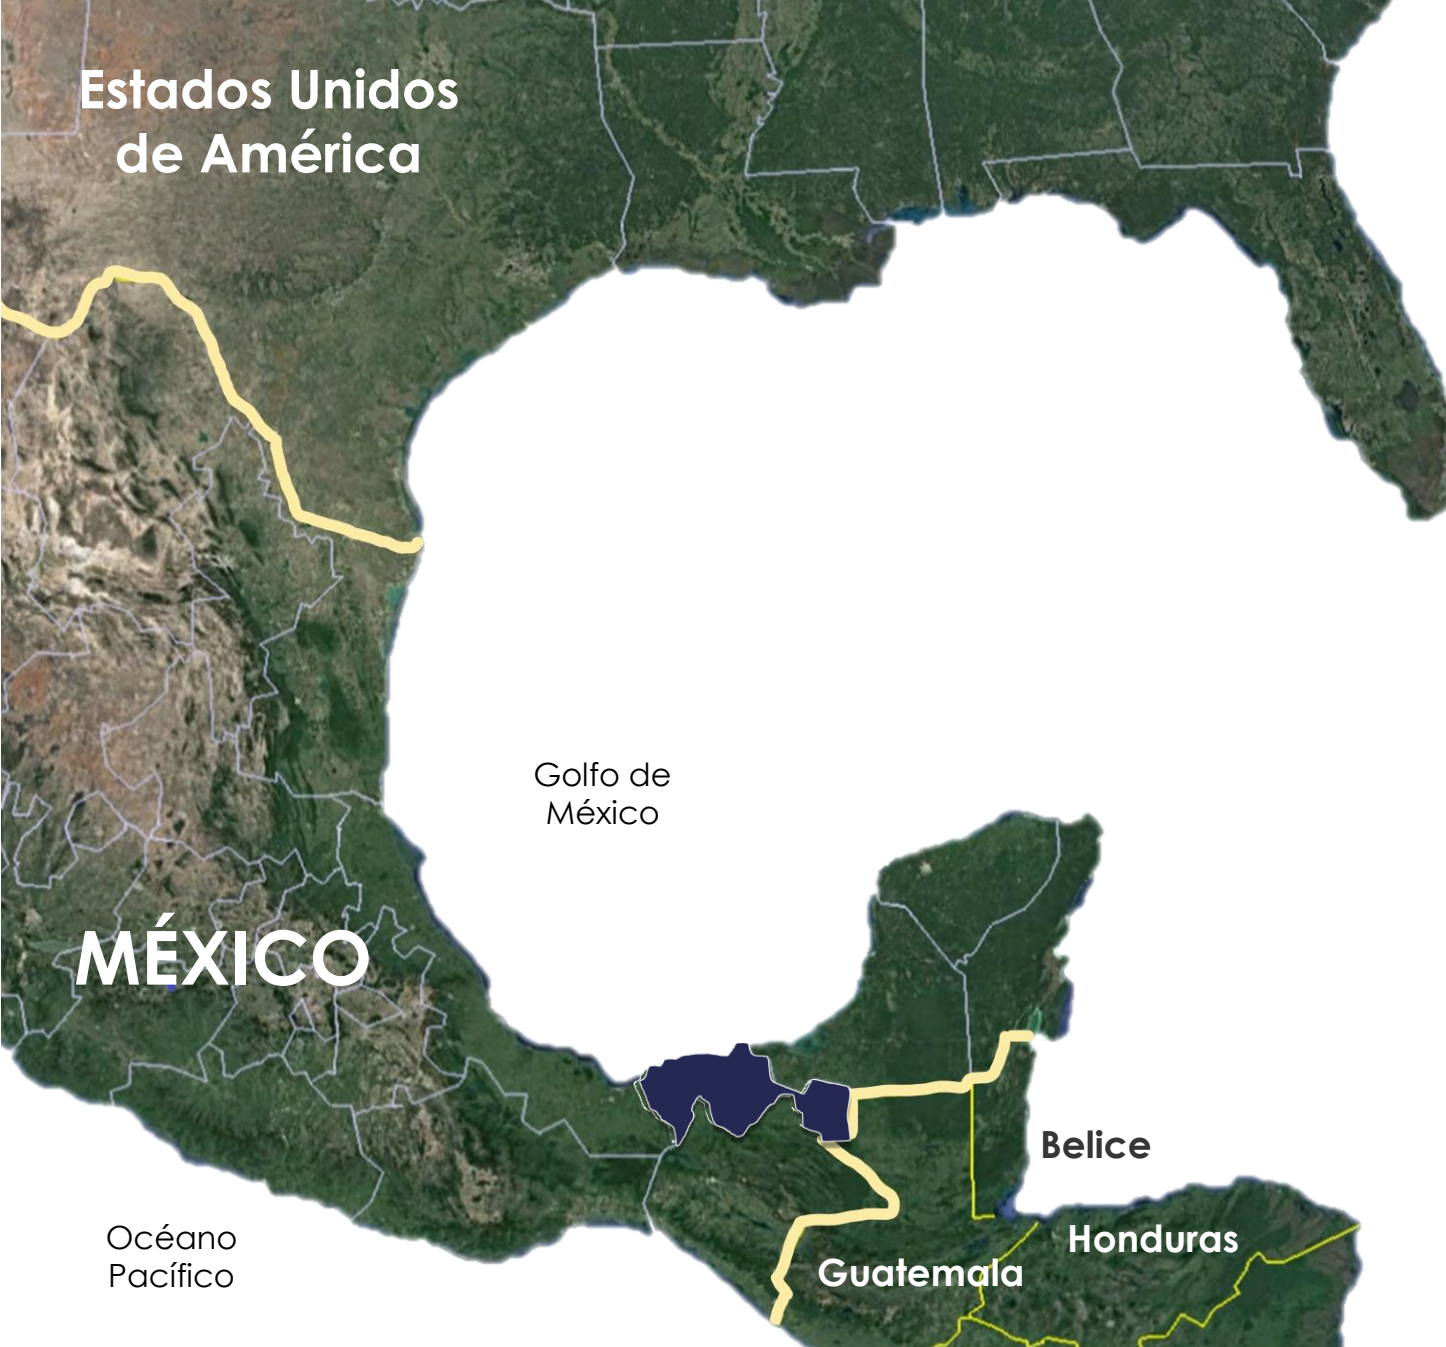 Estados Unidos
de América
Golfo de
México
MÉXICO
Belice
Océano
Pacífico
Honduras
Guatemala